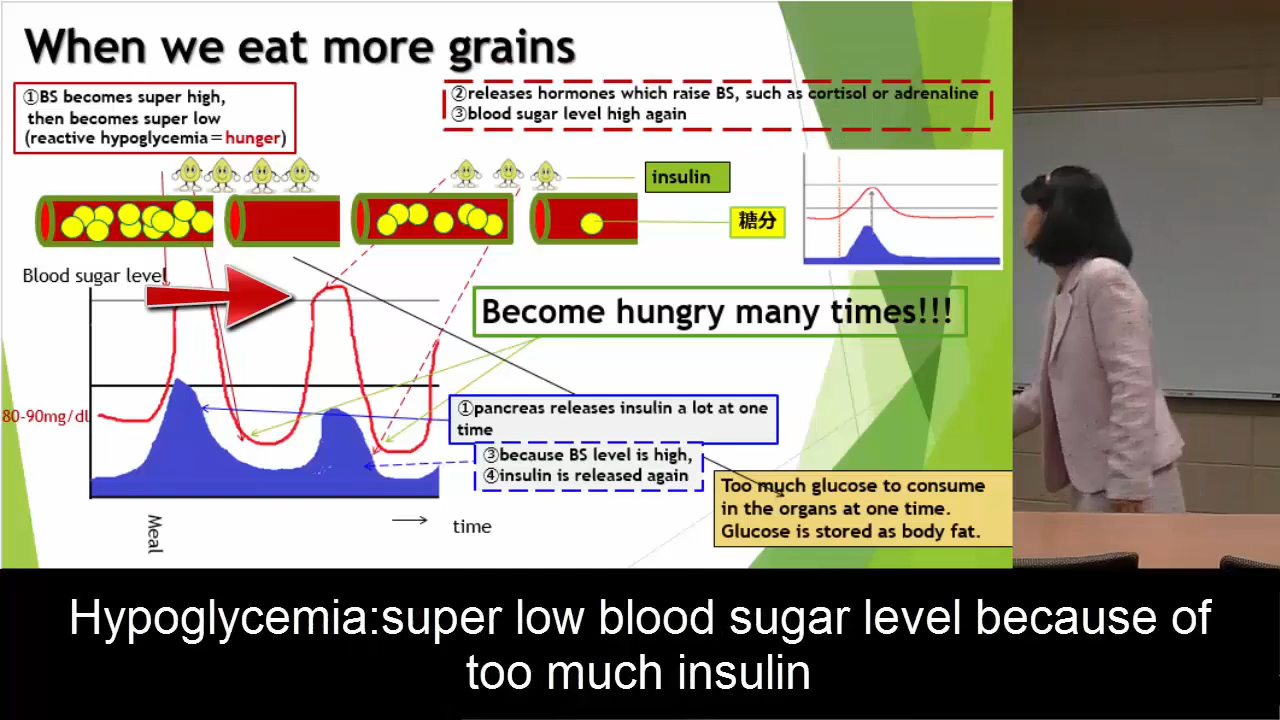 When we eat more grains
①BS becomes super high,
then becomes super low
(reactive hypoglycemia=hunger)
②releases hormones which raise BS, such as cortisol or adrenaline
③blood sugar level high again
insulin
糖分
Blood sugar level
Become hungry many times!!!
80-90mg/dl
①pancreas releases insulin a lot at one
time
③because BS level is high,
④insulin is released again
Too much glucose to consume
in the organs at one time.
Glucose is stored as body fat.
Meal
time
Hypoglycemia:super low blood sugar level because of
too much insulin